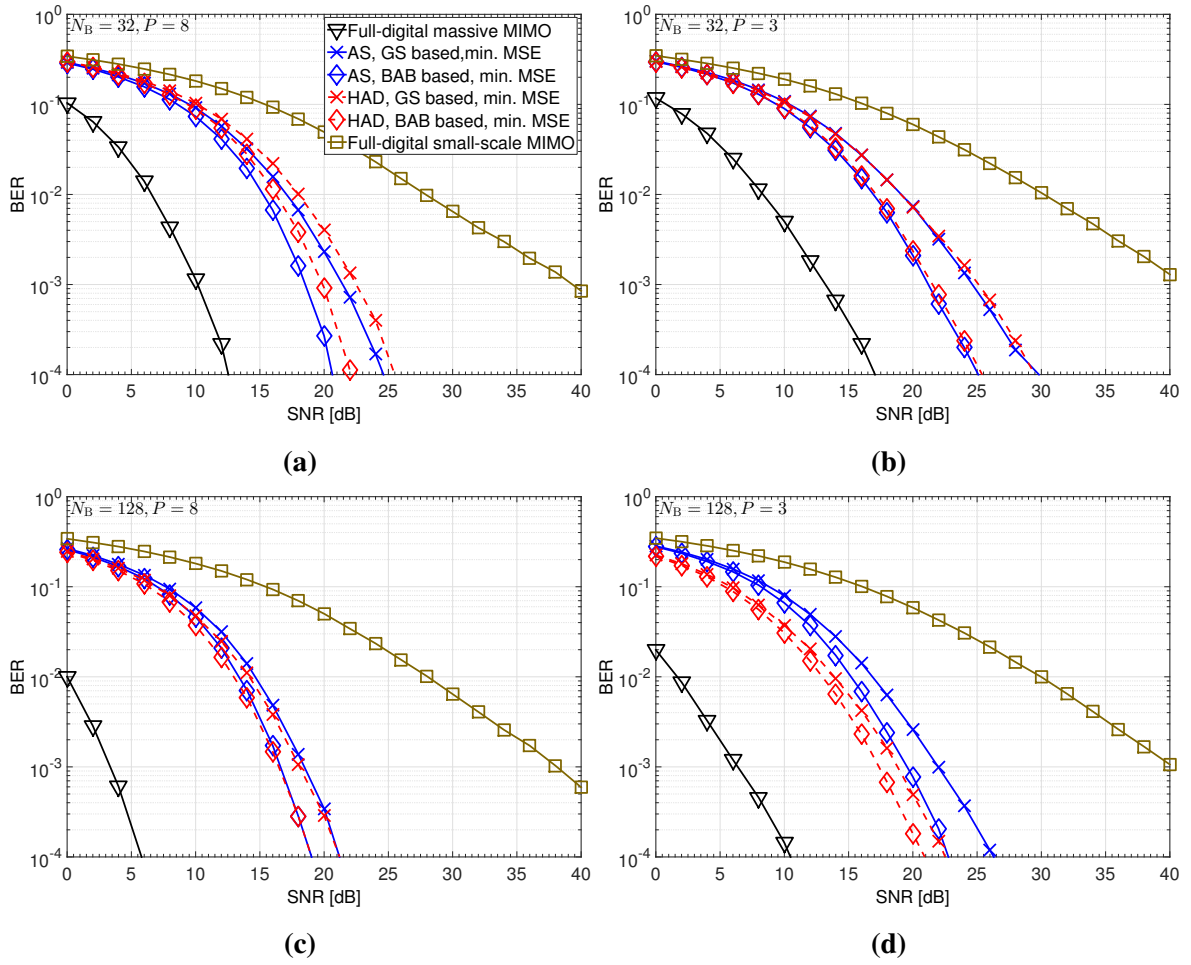 N_B = 32, P = 8
Full-digital massive MIMO
AS, GS based,min. MSE
AS, BAB based, min. MSE
HAD, GS based, min. MSE
HAD, BAB based, min. MSE
Full-digital small-scale MIMO
10^0
10^-1
10^-2
10^-3
10^-4
BER
0 5 10 15 20 25 30 35 40
SNR [dB]
(a)
N_B = 32, P = 3
10^0
10^-1
10^-2
10^-3
10^-4
BER
0 5 10 15 20 25 30 35 40
SNR [dB]
(b)
N_B = 128, P = 8
10^0
10^-1
10^-2
10^-3
10^-4
BER
0 5 10 15 20 25 30 35 40
SNR [dB]
(c)
N_B = 128, P = 3
10^0
10^-1
10^-2
10^-3
10^-4
BER
0 5 10 15 20 25 30 35 40
SNR [dB]
(d)